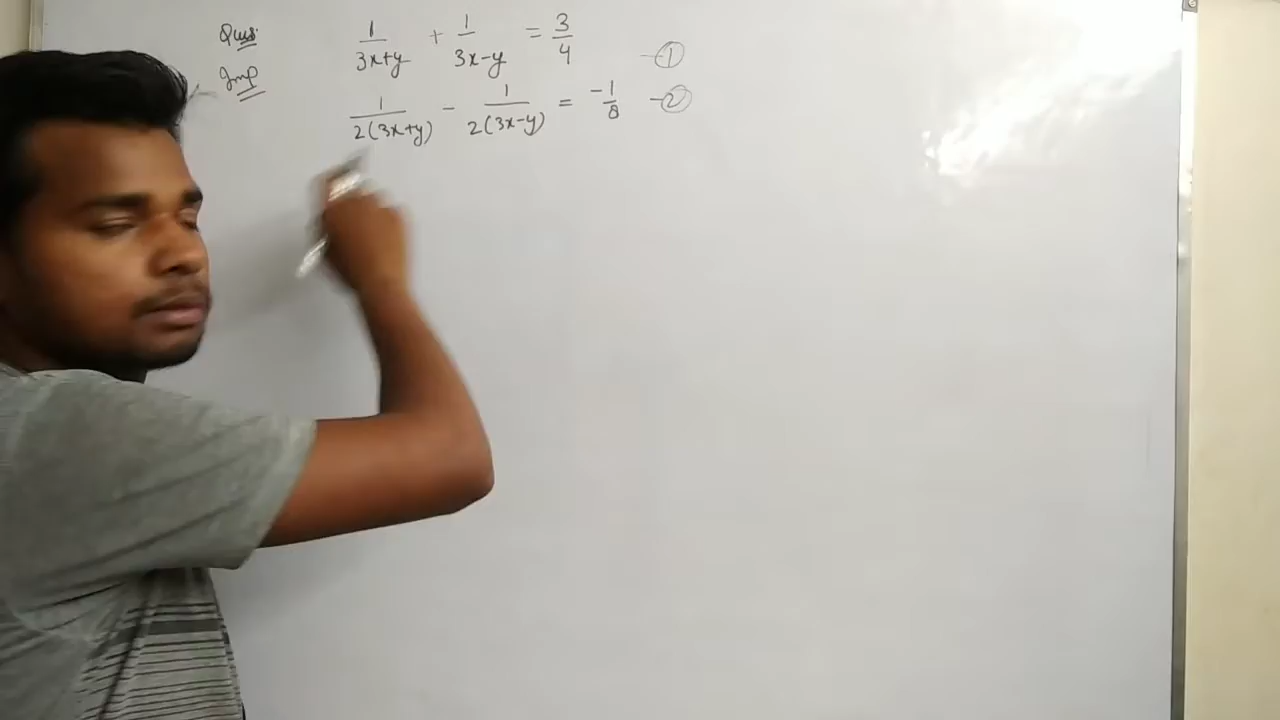 Ques 1/(3x+y) + 1/(3x-y) = 3/4 —①
Imp
1/(2(3x+y)) - 1/(2(3x-y)) = -1/8 —②